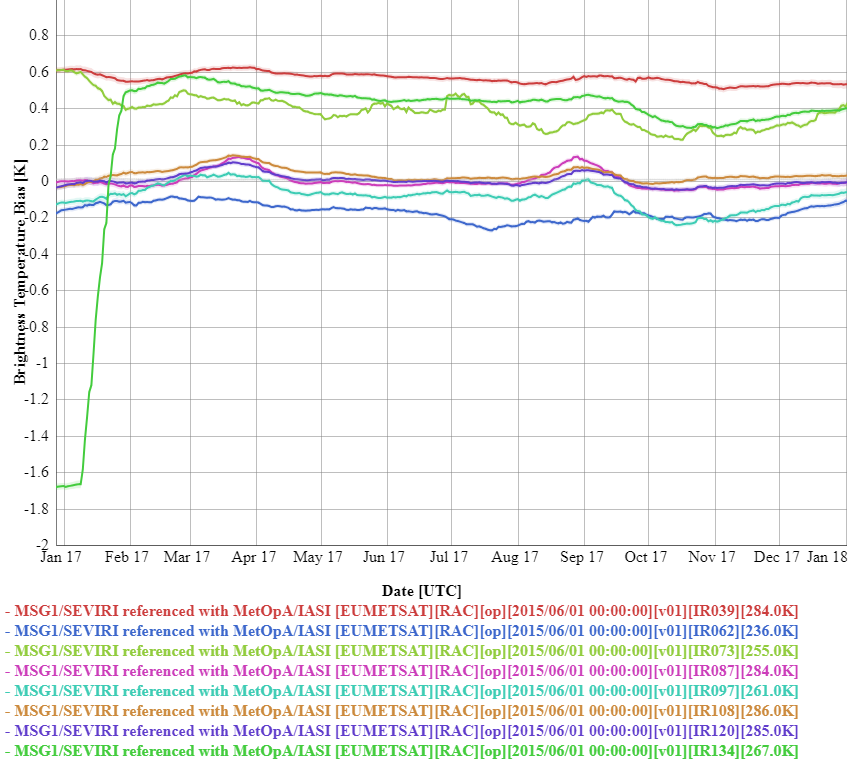 0.8
0.6
0.4
0.2
0
-0.2
-0.4
-0.6
-0.8
-1
-1.2
-1.4
-1.6
-1.8
-2
Brightness Temperature Bias [K]
Jan 17 Feb 17 Mar 17 Apr 17 May 17 Jun 17 Jul 17 Aug 17 Sep 17 Oct 17 Nov 17 Dec 17 Jan 18
Date [UTC]
- MSG1/SEVIRI referenced with MetOpA/IASI [EUMETSAT][RAC][op][2015/06/01 00:00:00][v01][IR039][284.0K]
- MSG1/SEVIRI referenced with MetOpA/IASI [EUMETSAT][RAC][op][2015/06/01 00:00:00][v01][IR062][236.0K]
- MSG1/SEVIRI referenced with MetOpA/IASI [EUMETSAT][RAC][op][2015/06/01 00:00:00][v01][IR073][255.0K]
- MSG1/SEVIRI referenced with MetOpA/IASI [EUMETSAT][RAC][op][2015/06/01 00:00:00][v01][IR087][284.0K]
- MSG1/SEVIRI referenced with MetOpA/IASI [EUMETSAT][RAC][op][2015/06/01 00:00:00][v01][IR097][261.0K]
- MSG1/SEVIRI referenced with MetOpA/IASI [EUMETSAT][RAC][op][2015/06/01 00:00:00][v01][IR108][286.0K]
- MSG1/SEVIRI referenced with MetOpA/IASI [EUMETSAT][RAC][op][2015/06/01 00:00:00][v01][IR120][285.0K]
- MSG1/SEVIRI referenced with MetOpA/IASI [EUMETSAT][RAC][op][2015/06/01 00:00:00][v01][IR134][267.0K]